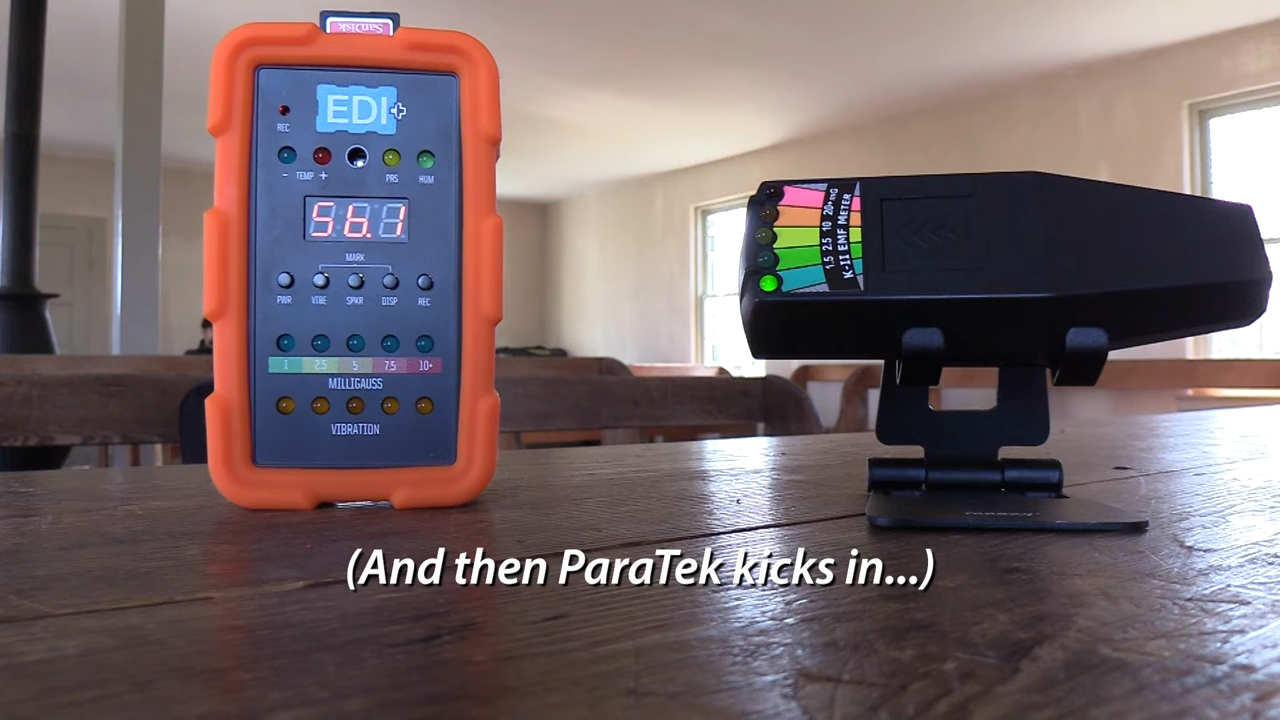 SanDisk
EDI+
REC
- TEMP + PRS HUM
56.1
MARK
PWR VIBE SPKR DISP REC
1 2.5 5 7.5 10+
MILLIGAUSS
VIBRATION
1.5 2.5 10 20+mG
K-II EMF METER
(And then ParaTek kicks in...)